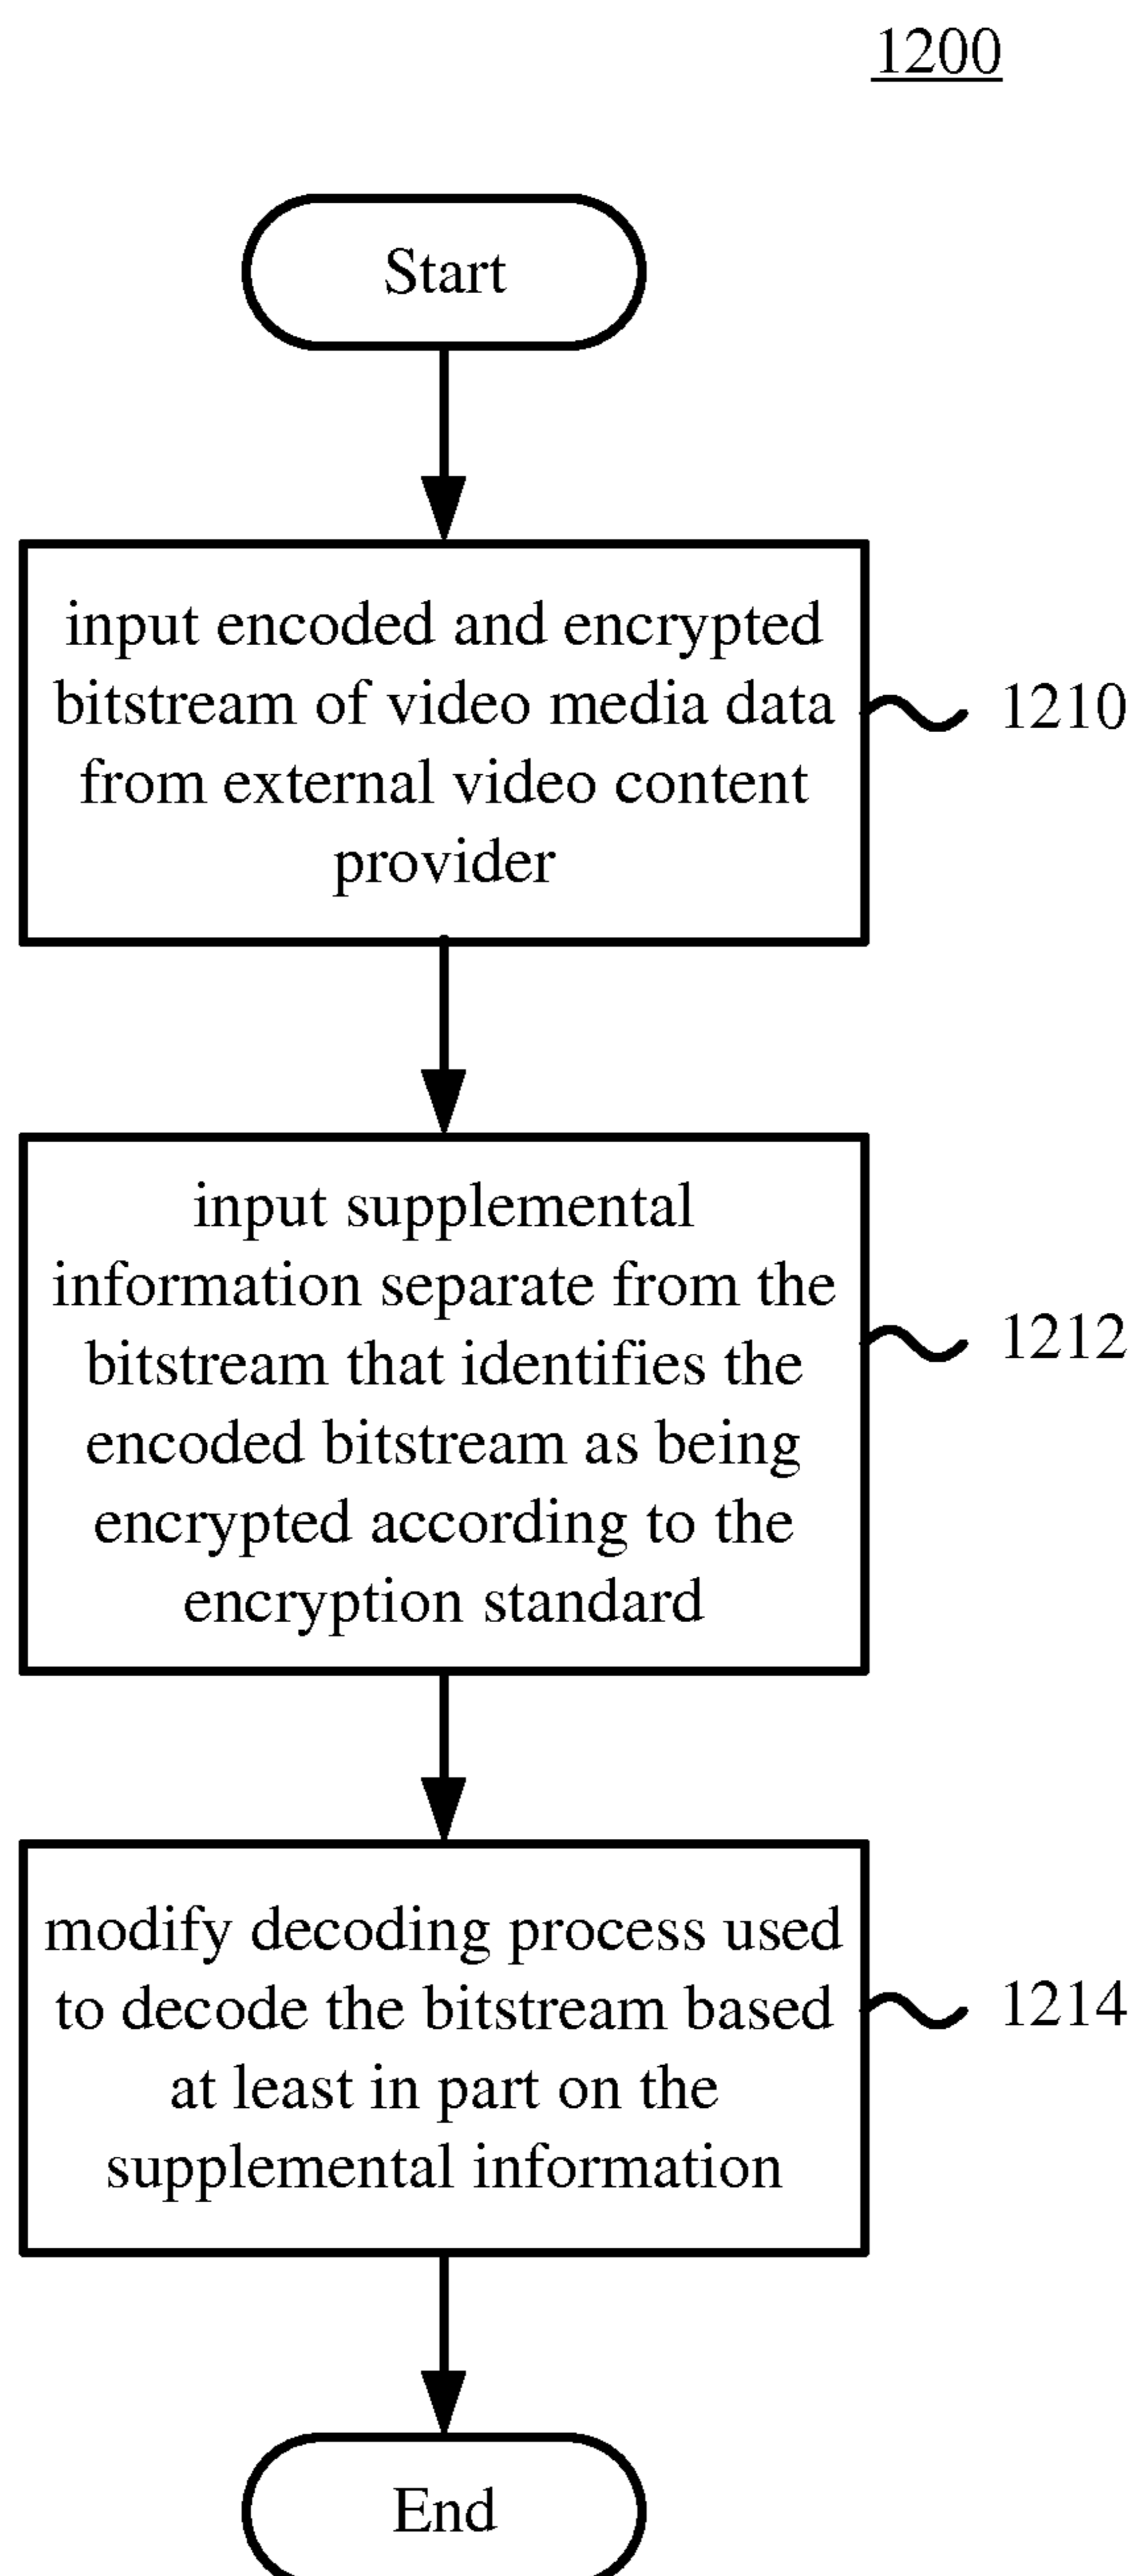 1200
Start
input encoded and encrypted
bitstream of video media data
from external video content
provider
1210
input supplemental
information separate from the
bitstream that identifies the
encoded bitstream as being
encrypted according to the
encryption standard
1212
modify decoding process used
to decode the bitstream based
at least in part on the
supplemental information
1214
End